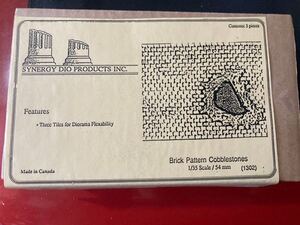 Contents: 3 pieces
SYNERGY DIO PRODUCTS INC.
Features
• Three Tiles for Diorama Flexability
Brick Pattern Cobblestones
1/35 Scale / 54 mm (1302)
Made in Canada